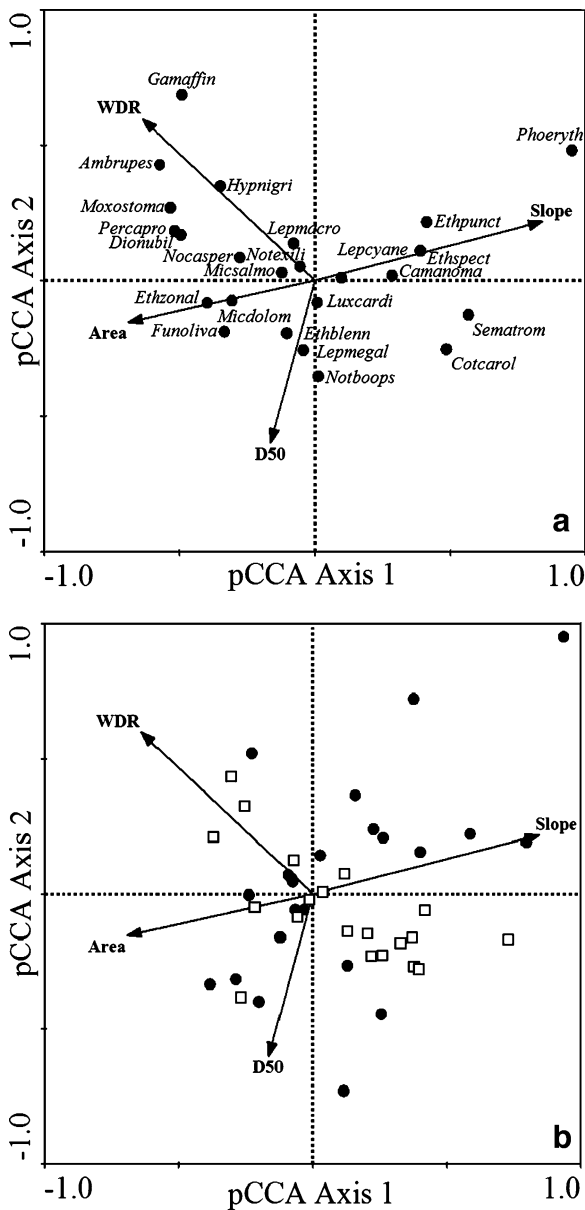 1.0
Gamaffin
WDR
Phoeryth
Ambrupes
Hypnigri
Moxostoma
Slope
Percapro
Ethpunct
Dionubil
Lepmacro
Nocasper
Notexili
Lepcyane
Ethspect
Micsalmo
Camanoma
pCCA Axis 2
Ethzonal
Luxcardi
Area
Micdolom
Funoliva
Ethblenn
Sematrom
Lepmegal
Cotcarol
Notboops
D50
-1.0
a
-1.0
pCCA Axis 1
1.0
1.0
WDR
Slope
pCCA Axis 2
Area
D50
-1.0
b
-1.0
pCCA Axis 1
1.0